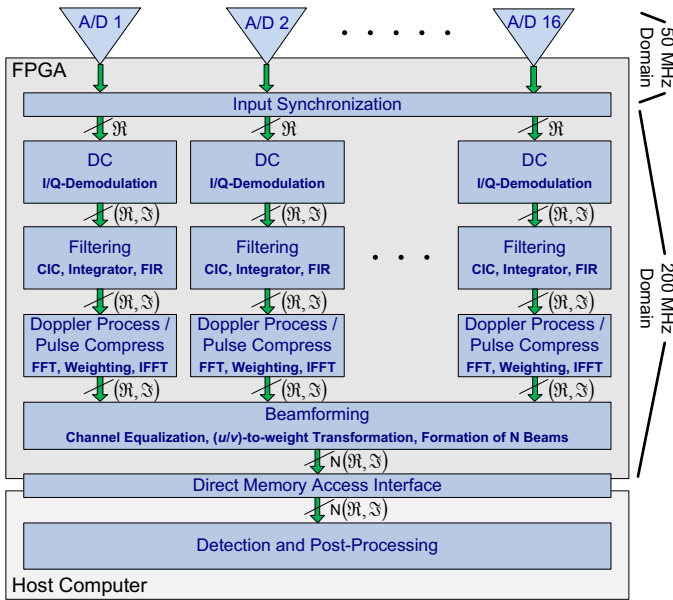 A/D 1
A/D 2
. . . . .
A/D 16
50 MHz
Domain
FPGA
Input Synchronization
ℜ
ℜ
ℜ
DC
I/Q-Demodulation
DC
I/Q-Demodulation
DC
I/Q-Demodulation
(ℜ, ℑ)
(ℜ, ℑ)
(ℜ, ℑ)
Filtering
CIC, Integrator, FIR
Filtering
CIC, Integrator, FIR
. . .
Filtering
CIC, Integrator, FIR
200 MHz
Domain
(ℜ, ℑ)
(ℜ, ℑ)
(ℜ, ℑ)
Doppler Process /
Pulse Compress
FFT, Weighting, IFFT
Doppler Process /
Pulse Compress
FFT, Weighting, IFFT
Doppler Process /
Pulse Compress
FFT, Weighting, IFFT
(ℜ, ℑ)
(ℜ, ℑ)
(ℜ, ℑ)
Beamforming
Channel Equalization, (u/v)-to-weight Transformation, Formation of N Beams
N(ℜ, ℑ)
Direct Memory Access Interface
N(ℜ, ℑ)
Detection and Post-Processing
Host Computer